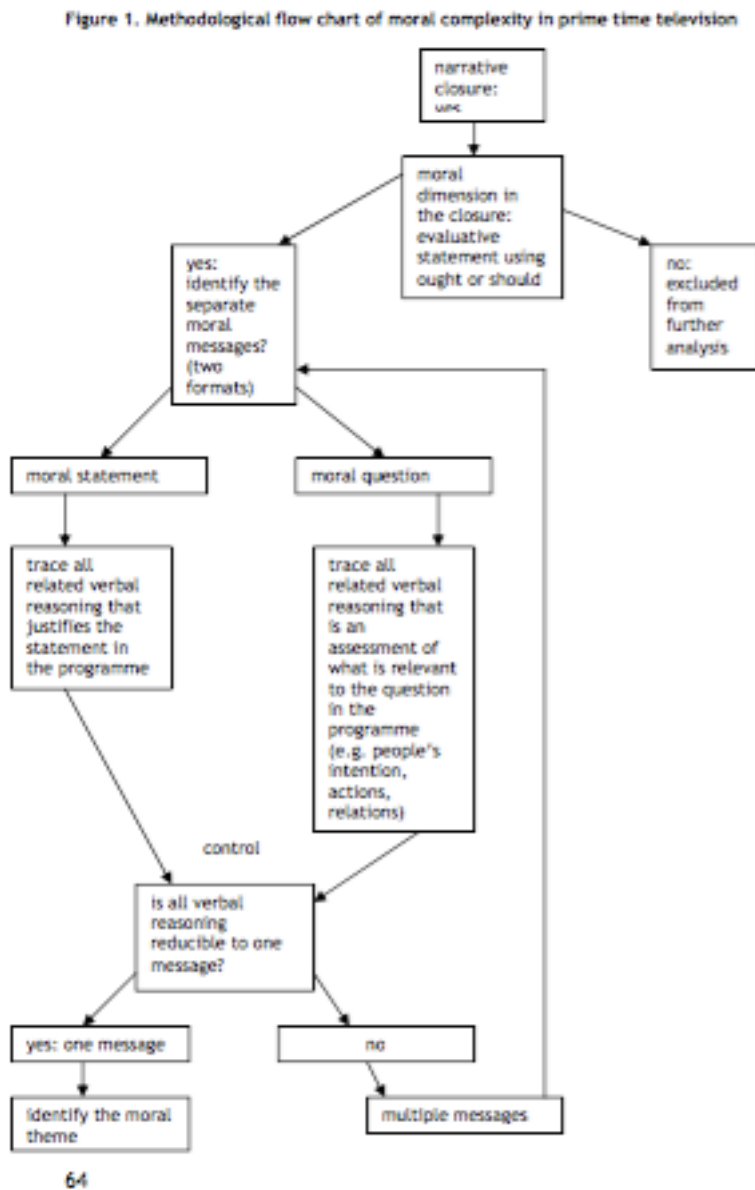 Figure 1. Methodological flow chart of moral complexity in prime time television
narrative
closure:
yes
moral
dimension in
the closure:
evaluative
statement using
ought or should
yes:
identify the
separate
moral
messages?
(two
formats)
no:
excluded
from
further
analysis
moral statement
moral question
trace all
related verbal
reasoning that
justifies the
statement in
the programme
trace all
related verbal
reasoning that
is an
assessment of
what is relevant
to the question
in the
programme
(e.g. people's
intention,
actions,
relations)
control
is all verbal
reasoning
reducible to one
message?
yes: one message
no
identify the moral
theme
multiple messages
64